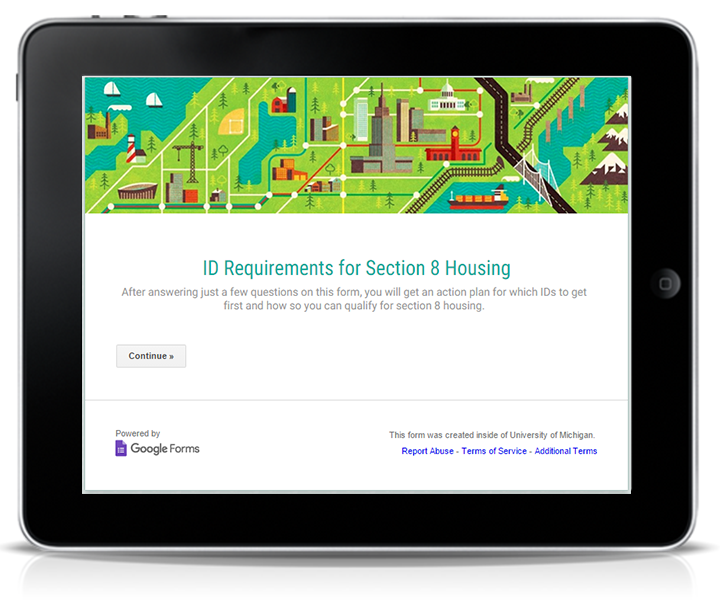 ID Requirements for Section 8 Housing
After answering just a few questions on this form, you will get an action plan for which IDs to get
first and how so you can qualify for section 8 housing.
Continue »
Powered by
Google Forms
This form was created inside of University of Michigan.
Report Abuse - Terms of Service - Additional Terms